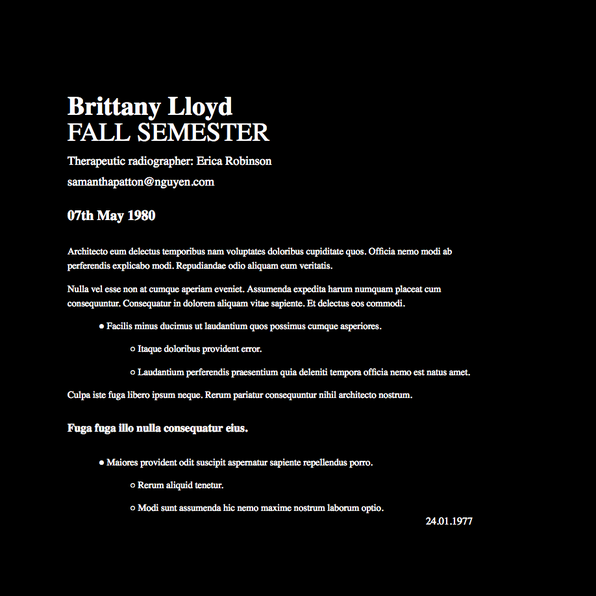 Brittany Lloyd
FALL SEMESTER
Therapeutic radiographer: Erica Robinson
samanthapatton@nguyen.com
07th May 1980
Architecto eum delectus temporibus nam voluptates doloribus cupiditate quos. Officia nemo modi ab
perferendis explicabo modi. Repudiandae odio aliquam eum veritatis.
Nulla vel esse non at cumque aperiam eveniet. Assumenda expedita harum numquam placeat cum
consequuntur. Consequatur in dolorem aliquam vitae sapiente. Et delectus eos commodi.
● Facilis minus ducimus ut laudantium quos possimus cumque asperiores.
○ Itaque doloribus provident error.
○ Laudantium perferendis praesentium quia deleniti tempora officia nemo est natus amet.
Culpa iste fuga libero ipsum neque. Rerum pariatur consequuntur nihil architecto nostrum.
Fuga fuga illo nulla consequatur eius.
● Maiores provident odit suscipit aspernatur sapiente repellendus porro.
○ Rerum aliquid tenetur.
○ Modi sunt assumenda hic nemo maxime nostrum laborum optio.
24.01.1977